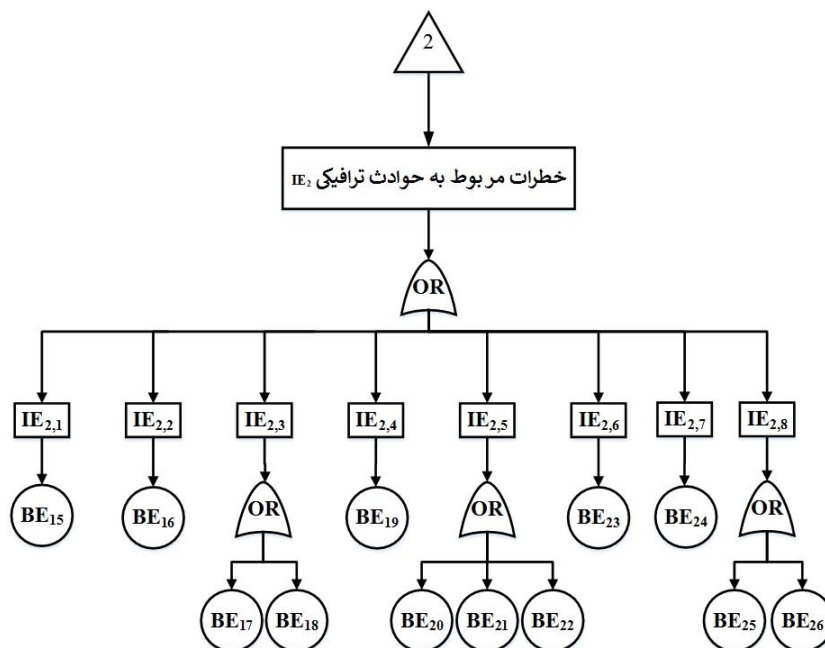 2
خطرات مربوط به حوادث ترافیکی IE₂
OR
IE₂,₁ IE₂,₂ IE₂,₃ IE₂,₄ IE₂,₅ IE₂,₆ IE₂,₇ IE₂,₈
BE₁₅ BE₁₆ OR BE₁₉ OR BE₂₃ BE₂₄ OR
BE₁₇ BE₁₈ BE₂₀ BE₂₁ BE₂₂ BE₂₅ BE₂₆